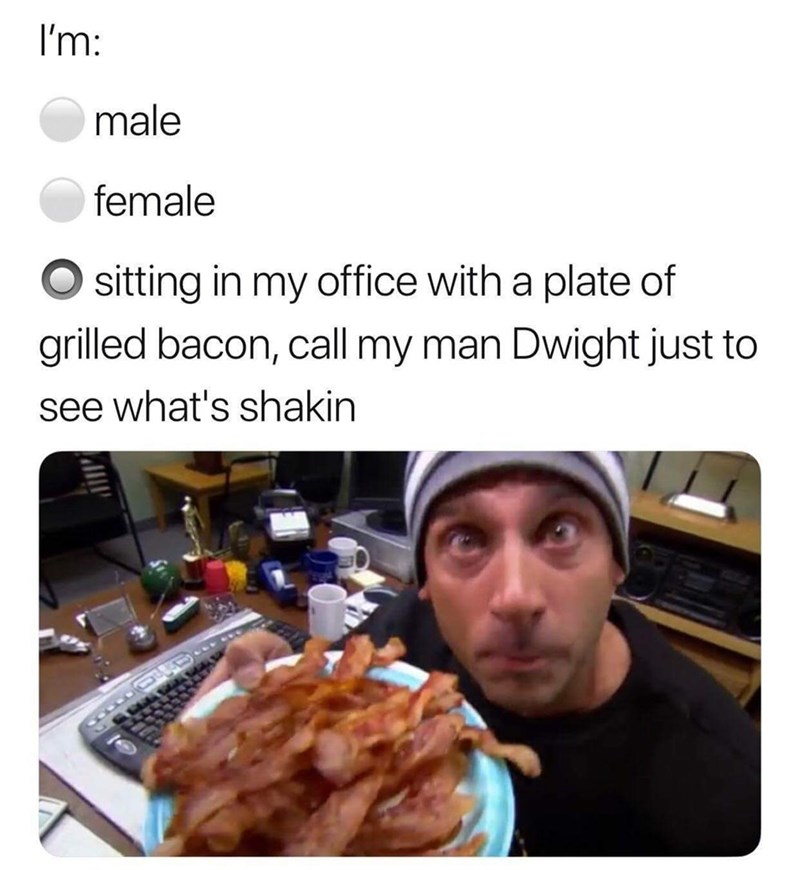 I'm:
male
female
sitting in my office with a plate of
grilled bacon, call my man Dwight just to
see what's shakin